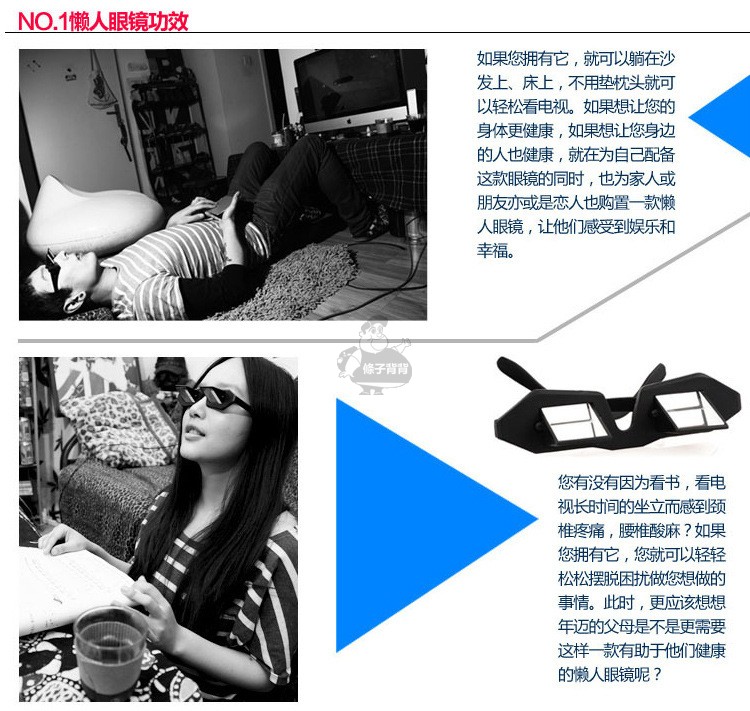 NO.1懒人眼镜功效
如果您拥有它，就可以躺在沙
发上、床上，不用垫枕头就可
以轻松看电视。如果想让您的
身体更健康，如果想让您身边
的人也健康，就在为自己配备
这款眼镜的同时，也为家人或
朋友亦或是恋人也购置一款懒
人眼镜，让他们感受到娱乐和
幸福。
條子背背
您有没有因为看书，看电
视长时间的坐立而感到颈
椎疼痛，腰椎酸麻？如果
您拥有它，您就可以轻轻
松松摆脱困扰做您想做的
事情。此时，更应该想想
年迈的父母是不是更需要
这样一款有助于他们健康
的懒人眼镜呢？